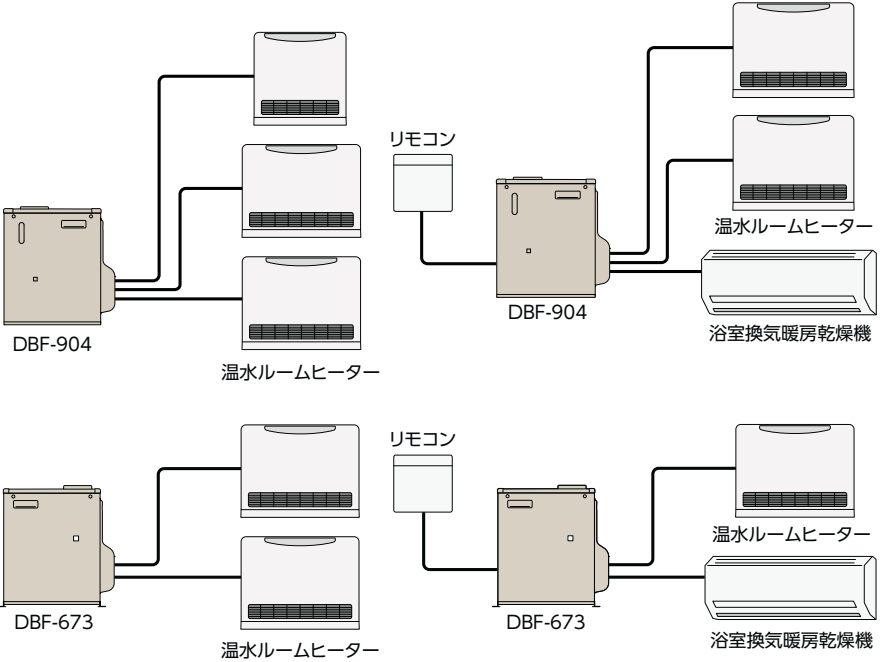 リモコン
温水ルームヒーター
DBF-904
DBF-904
浴室換気暖房乾燥機
温水ルームヒーター
リモコン
温水ルームヒーター
DBF-673
DBF-673
浴室換気暖房乾燥機
温水ルームヒーター